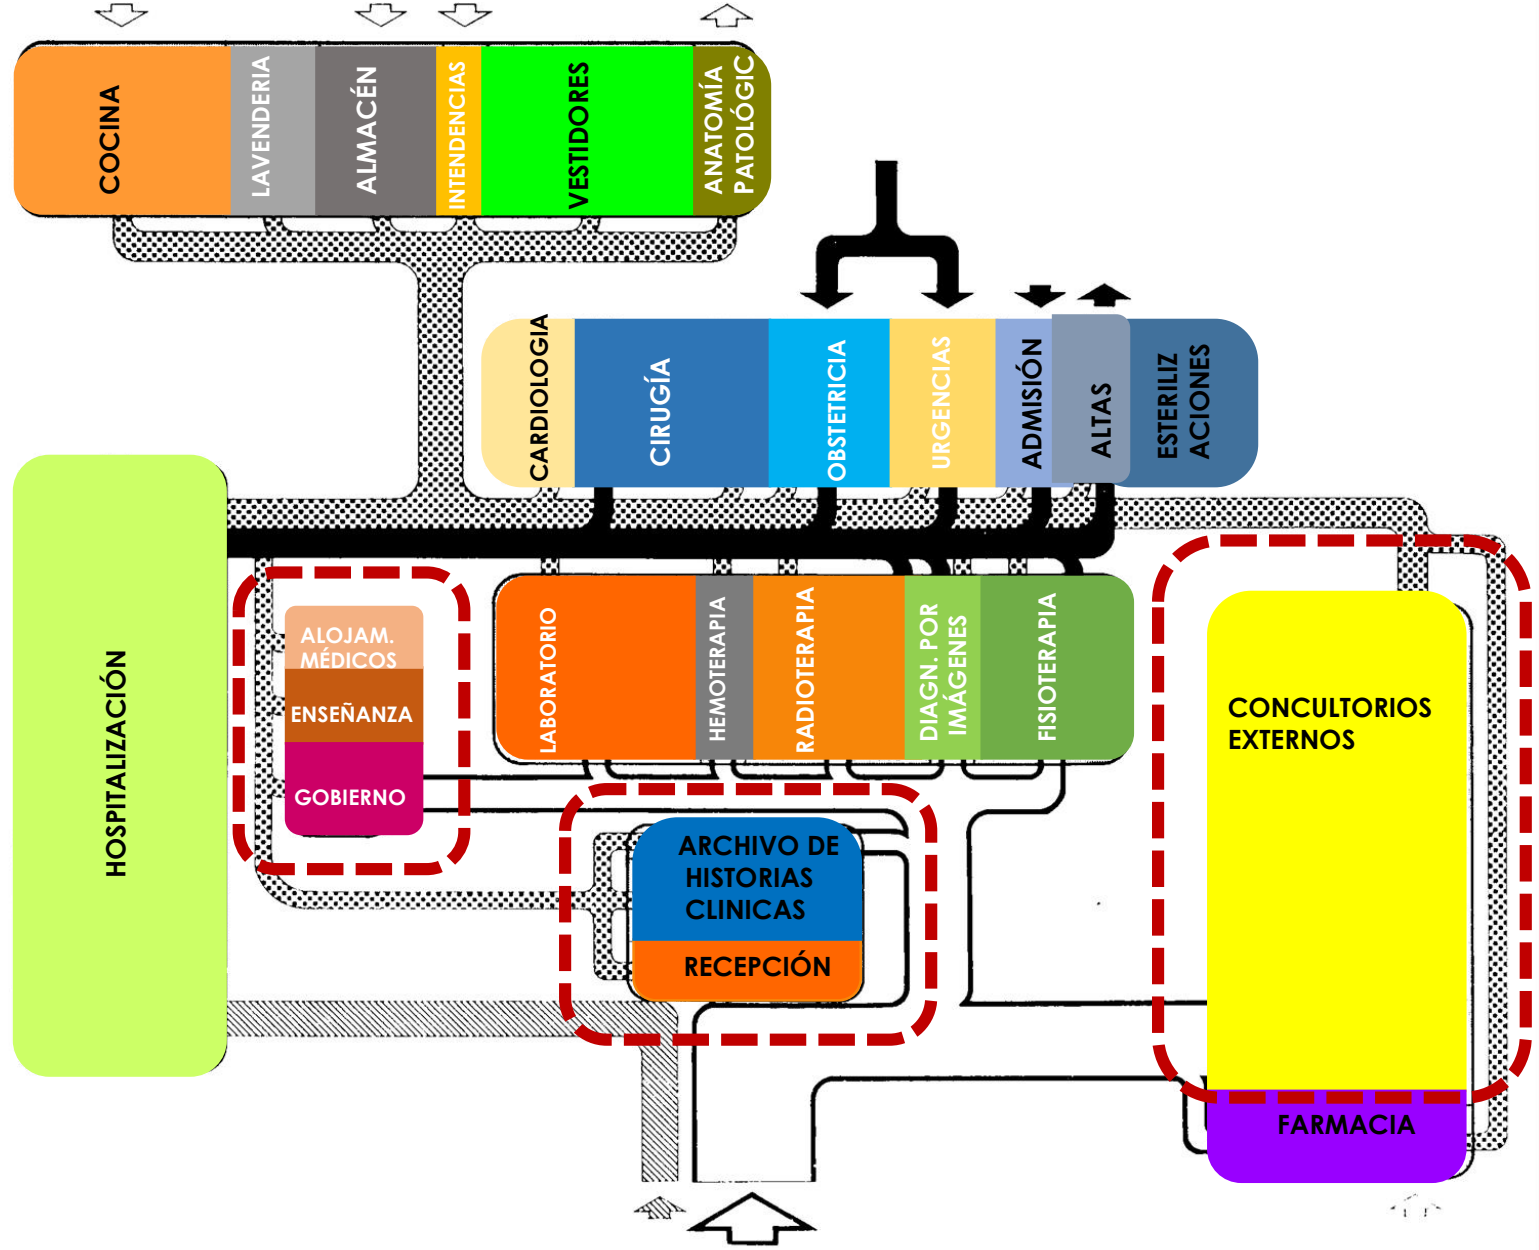 COCINA
LAVENDERIA
ALMACÉN
INTENDENCIAS
VESTIDORES
ANATOMÍA
PATOLÓGIC
CARDIOLOGIA
CIRUGÍA
OBSTETRICIA
URGENCIAS
ADMISIÓN
ALTAS
ESTERILIZ
ACIONES
HOSPITALIZACIÓN
ALOJAM.
MÉDICOS
ENSEÑANZA
GOBIERNO
LABORATORIO
HEMOTERAPIA
RADIOTERAPIA
DIAGN. POR
IMÁGENES
FISIOTERAPIA
CONCULTORIOS
EXTERNOS
ARCHIVO DE
HISTORIAS
CLINICAS
RECEPCIÓN
FARMACIA